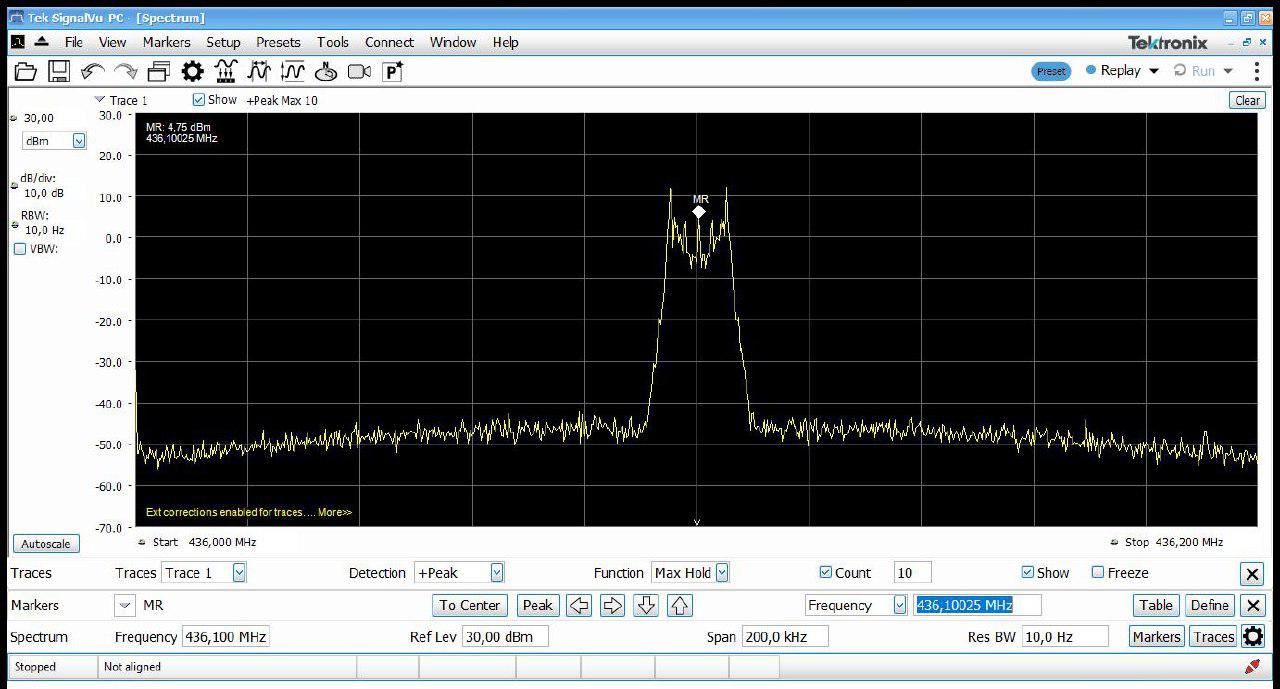 Tek SignalVu-PC - [Spectrum]
File View Markers Setup Presets Tools Connect Window Help
Tektronix
P
Preset Replay Run
Trace 1 Show +Peak Max 10 Clear
30,00
dBm
dB/div:
10,0 dB
RBW:
10,0 Hz
VBW:
30.0
20.0
10.0
0.0
-10.0
-20.0
-30.0
-40.0
-50.0
-60.0
-70.0
MR: 4,75 dBm
436,10025 MHz
MR
Ext corrections enabled for traces.... More>>
Autoscale Start 436,000 MHz Stop 436,200 MHz
Traces Traces Trace 1 Detection +Peak Function Max Hold Count 10 Show Freeze
Markers MR To Center Peak Frequency 436,10025 MHz Table Define
Spectrum Frequency 436,100 MHz Ref Lev 30,00 dBm Span 200,0 kHz Res BW 10,0 Hz Markers Traces
Stopped Not aligned